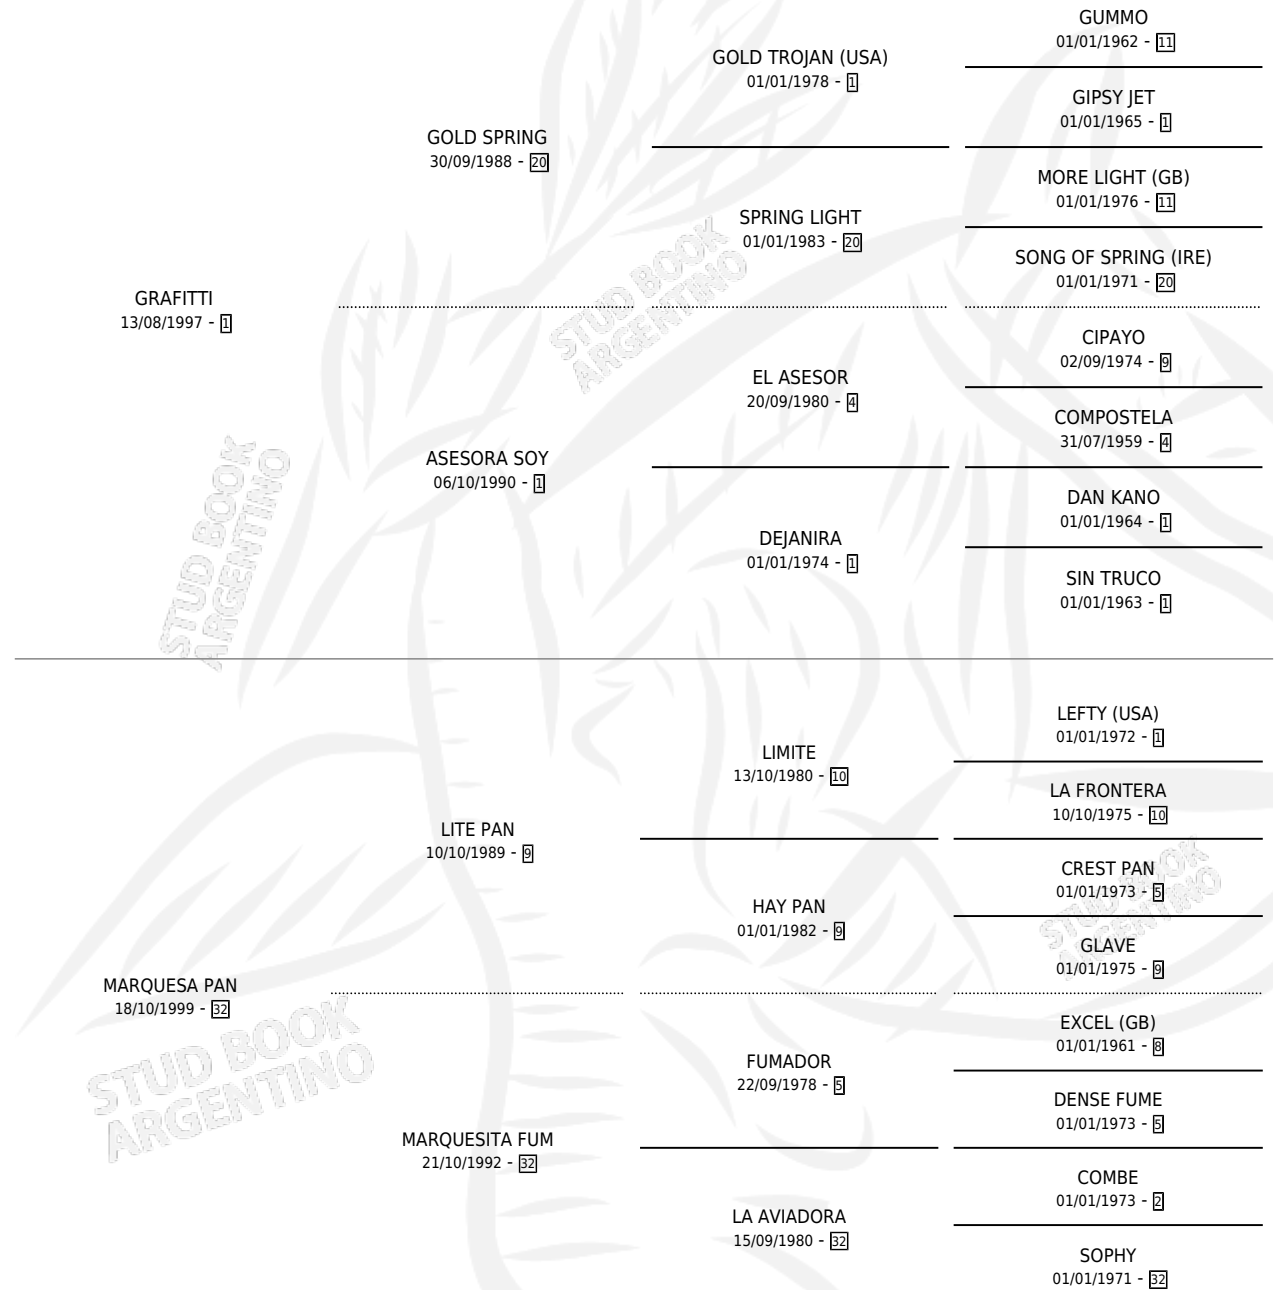 GUMMO
01/01/1962 - 11
GOLD TROJAN (USA)
01/01/1978 - 1
GIPSY JET
01/01/1965 - 1
GOLD SPRING
30/09/1988 - 20
MORE LIGHT (GB)
01/01/1976 - 11
SPRING LIGHT
01/01/1983 - 20
SONG OF SPRING (IRE)
01/01/1971 - 20
GRAFITTI
13/08/1997 - 1
CIPAYO
02/09/1974 - 9
EL ASESOR
20/09/1980 - 4
COMPOSTELA
31/07/1959 - 4
ASESORA SOY
06/10/1990 - 1
DAN KANO
01/01/1964 - 1
DEJANIRA
01/01/1974 - 1
SIN TRUCO
01/01/1963 - 1
LEFTY (USA)
01/01/1972 - 1
LIMITE
13/10/1980 - 10
LA FRONTERA
10/10/1975 - 10
LITE PAN
10/10/1989 - 9
CREST PAN
01/01/1973 - 5
HAY PAN
01/01/1982 - 9
GLAVE
01/01/1975 - 9
MARQUESA PAN
18/10/1999 - 32
EXCEL (GB)
01/01/1961 - 8
FUMADOR
22/09/1978 - 5
DENSE FUME
01/01/1973 - 5
MARQUESITA FUM
21/10/1992 - 32
COMBE
01/01/1973 - 2
LA AVIADORA
15/09/1980 - 32
SOPHY
01/01/1971 - 32
STUD BOOK
ARGENTINO
STUD BOOK
ARGENTINO
STUD BOOK
ARGENTINO
STUD BOOK
ARGENTINO